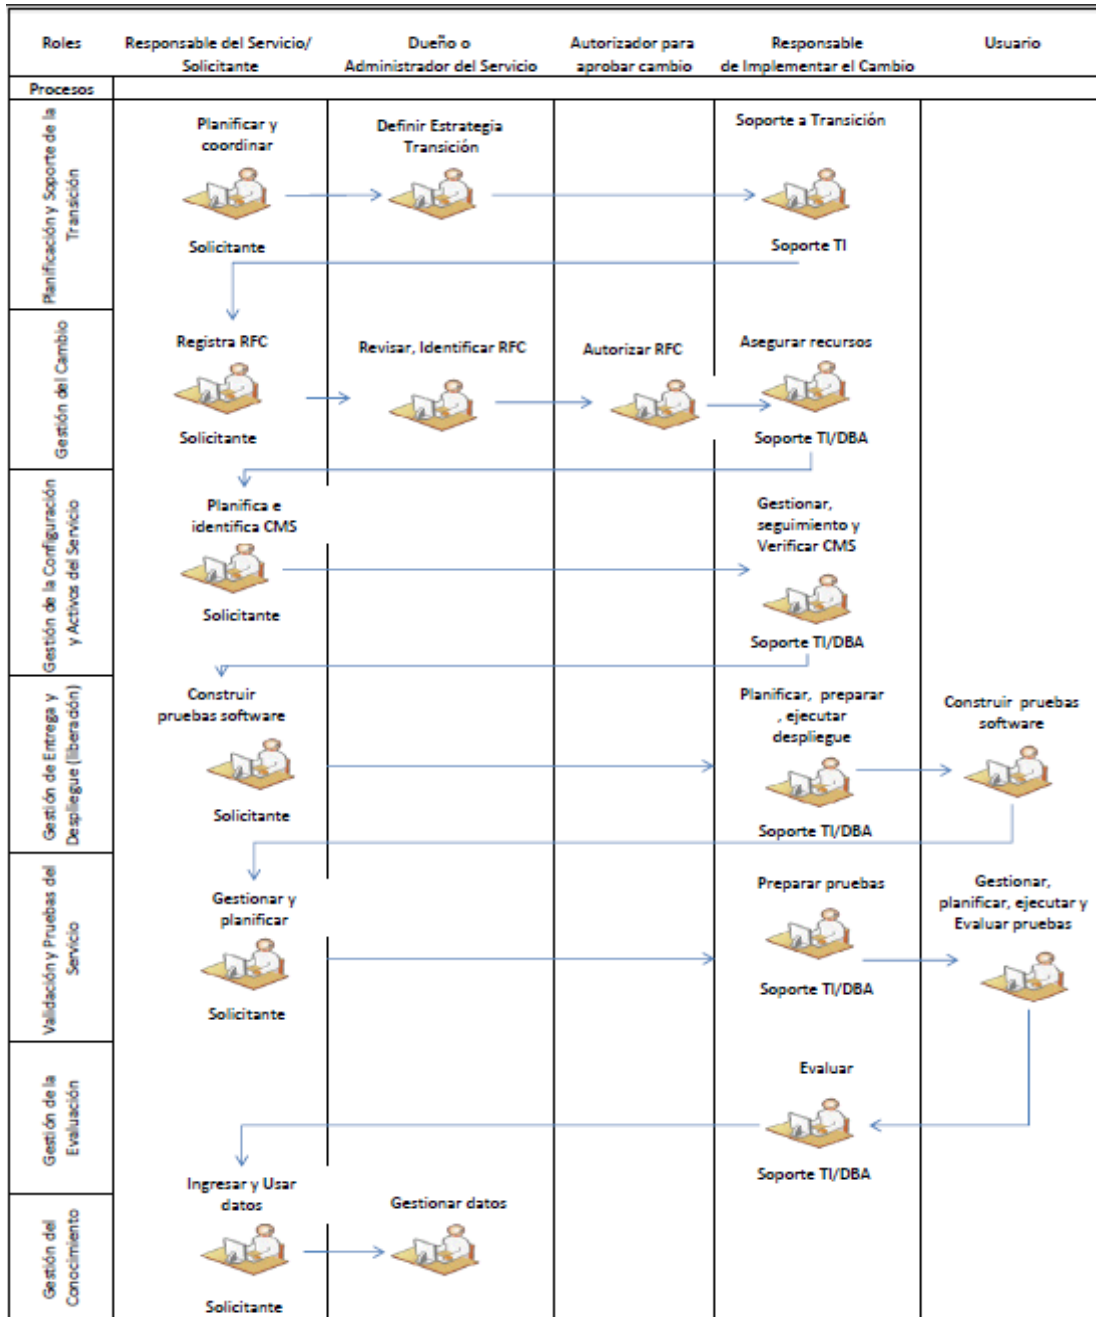 Roles
Responsable del Servicio/
Solicitante
Dueño o
Administrador del Servicio
Autorizador para
aprobar cambio
Responsable
de Implementar el Cambio
Usuario
Procesos
Planificación y Soporte de la
Transición
Planificar y
coordinar
Solicitante
Definir Estrategia
Transición
Soporte a Transición
Soporte TI
Gestión del Cambio
Registra RFC
Solicitante
Revisar, Identificar RFC
Autorizar RFC
Asegurar recursos
Soporte TI/DBA
Gestión de la Configuración
y Activos del Servicio
Planifica e
identifica CMS
Solicitante
Gestionar,
seguimiento y
Verificar CMS
Soporte TI/DBA
Gestión de Entrega y
Despliegue (liberación)
Construir
pruebas software
Solicitante
Planificar, preparar
, ejecutar
despliegue
Soporte TI/DBA
Construir pruebas
software
Validación y Pruebas del
Servicio
Gestionar y
planificar
Solicitante
Preparar pruebas
Soporte TI/DBA
Gestionar,
planificar, ejecutar y
Evaluar pruebas
Gestión de la
Evaluación
Evaluar
Soporte TI/DBA
Gestión del
Conocimiento
Ingresar y Usar
datos
Solicitante
Gestionar datos